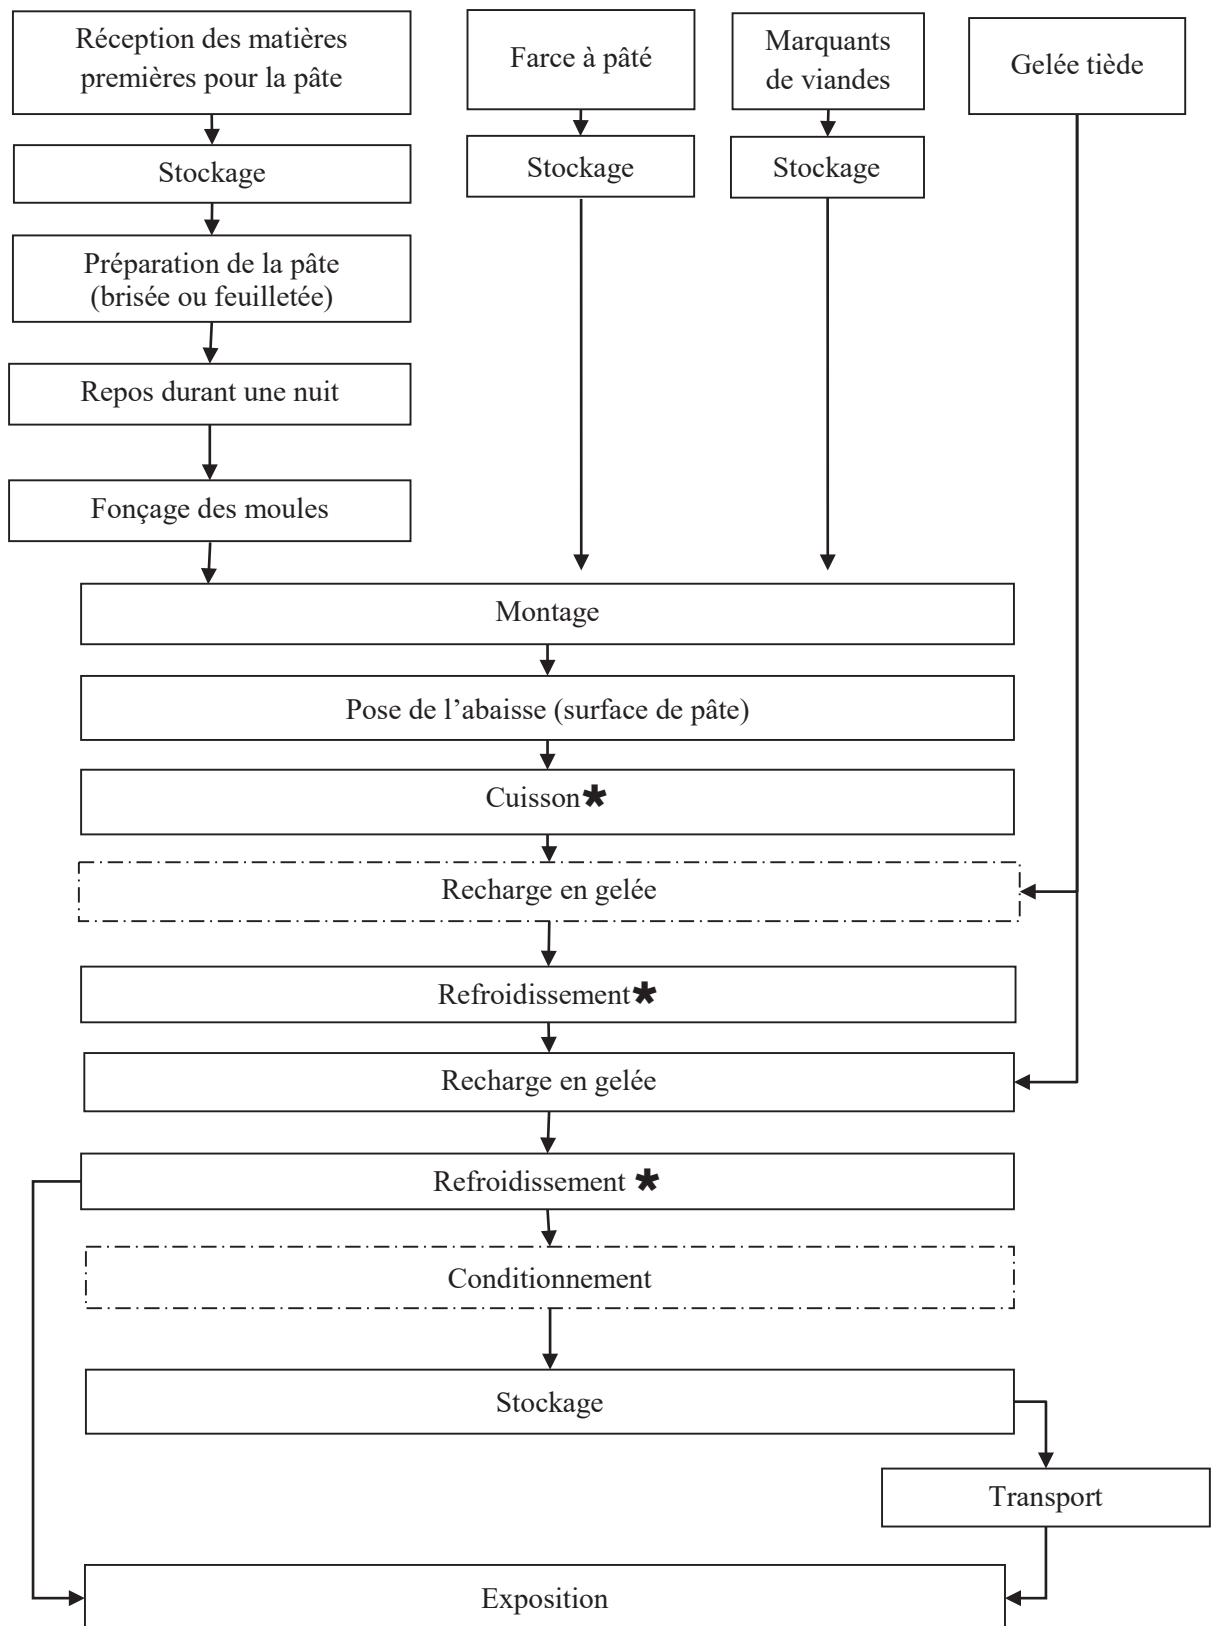 Réception des matières
premières pour la pâte
Farce à pâté
Marquants
de viandes
Gelée tiède
Stockage
Stockage
Stockage
Préparation de la pâte
(brisée ou feuilletée)
Repos durant une nuit
Fonçage des moules
Montage
Pose de l’abaisse (surface de pâte)
Cuisson*
Recharge en gelée
Refroidissement*
Recharge en gelée
Refroidissement *
Conditionnement
Stockage
Transport
Exposition